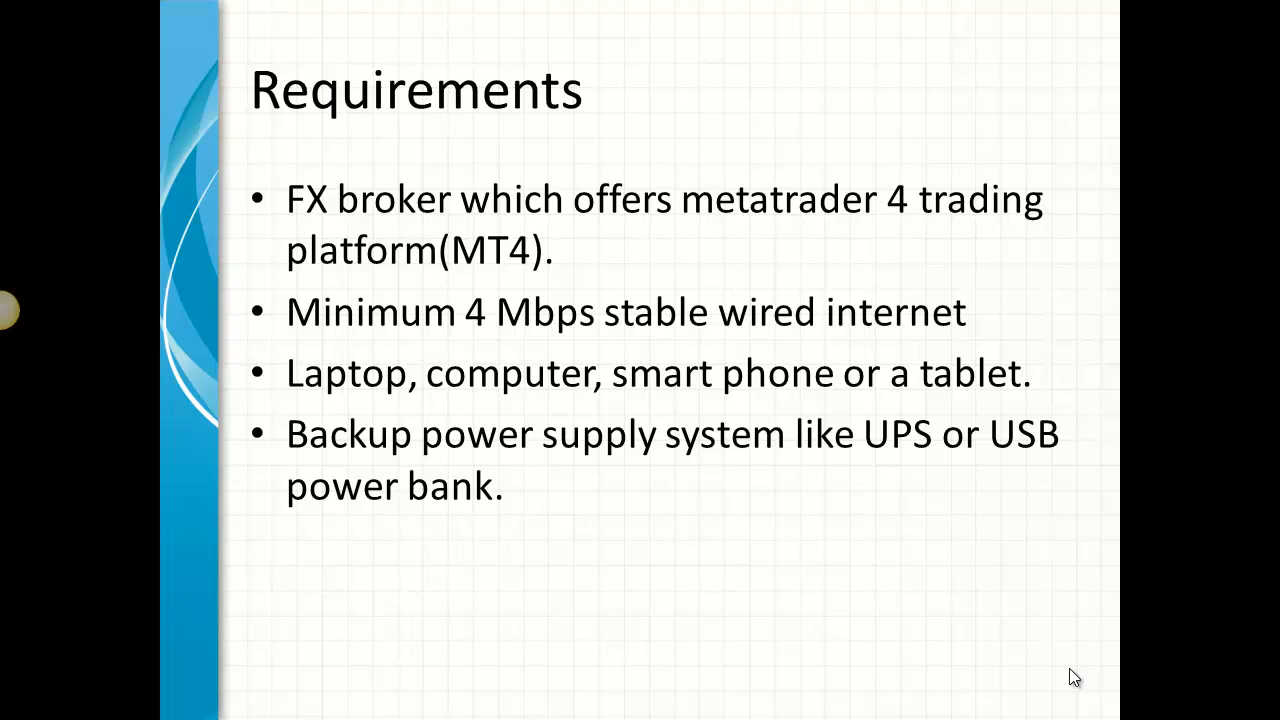 Requirements
• FX broker which offers metatrader 4 trading
platform(MT4).
• Minimum 4 Mbps stable wired internet
• Laptop, computer, smart phone or a tablet.
• Backup power supply system like UPS or USB
power bank.